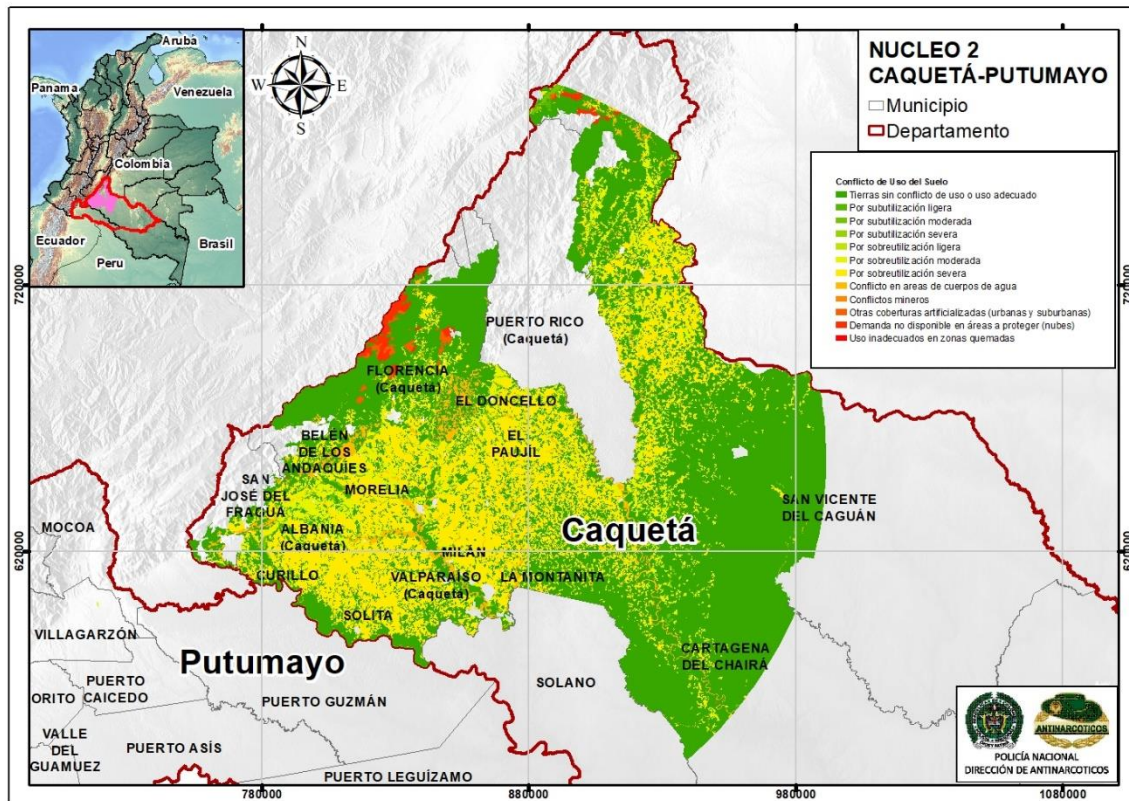 NUCLEO 2
CAQUETÁ-PUTUMAYO
Municipio
Departamento
Conflicto de Uso del Suelo
Tierras sin conflicto de uso o uso adecuado
Por subutilización ligera
Por subutilización moderada
Por subutilización severa
Por sobreutilización ligera
Por sobreutilización moderada
Por sobreutilización severa
Conflicto en areas de cuerpos de agua
Conflictos mineros
Otras coberturas artificializadas (urbanas y suburbanas)
Demanda no disponible en áreas a proteger (nubes)
Uso inadecuados en zonas quemadas
Aruba
Panama
Venezuela
Colombia
Ecuador
Brasil
Peru
N
W
E
S
720000
720000
PUERTO RICO
(Caquetá)
FLORENCIA
(Caquetá)
EL DONCELLO
BELÉN
DE LOS
ANDAQUIES
EL
PAUJÍL
SAN
JOSÉ DEL
FRAGUA
MORELIA
SAN VICENTE
DEL CAGUÁN
MOCOA
ALBANIA
(Caquetá)
Caquetá
620000
620000
MILÁN
CURILLO
VALPARAÍSO
(Caquetá)
LA MONTAÑITA
SOLITA
VILLAGARZÓN
CARTAGENA
DEL CHAIRÁ
Putumayo
PUERTO
CAICEDO
ORITO
SOLANO
PUERTO GUZMÁN
VALLE
DEL
GUAMUEZ
PUERTO ASÍS
PUERTO LEGUÍZAMO
ANTINARCOTICOS
POLICÍA NACIONAL
DIRECCIÓN DE ANTINARCOTICOS
780000
880000
980000
1080000